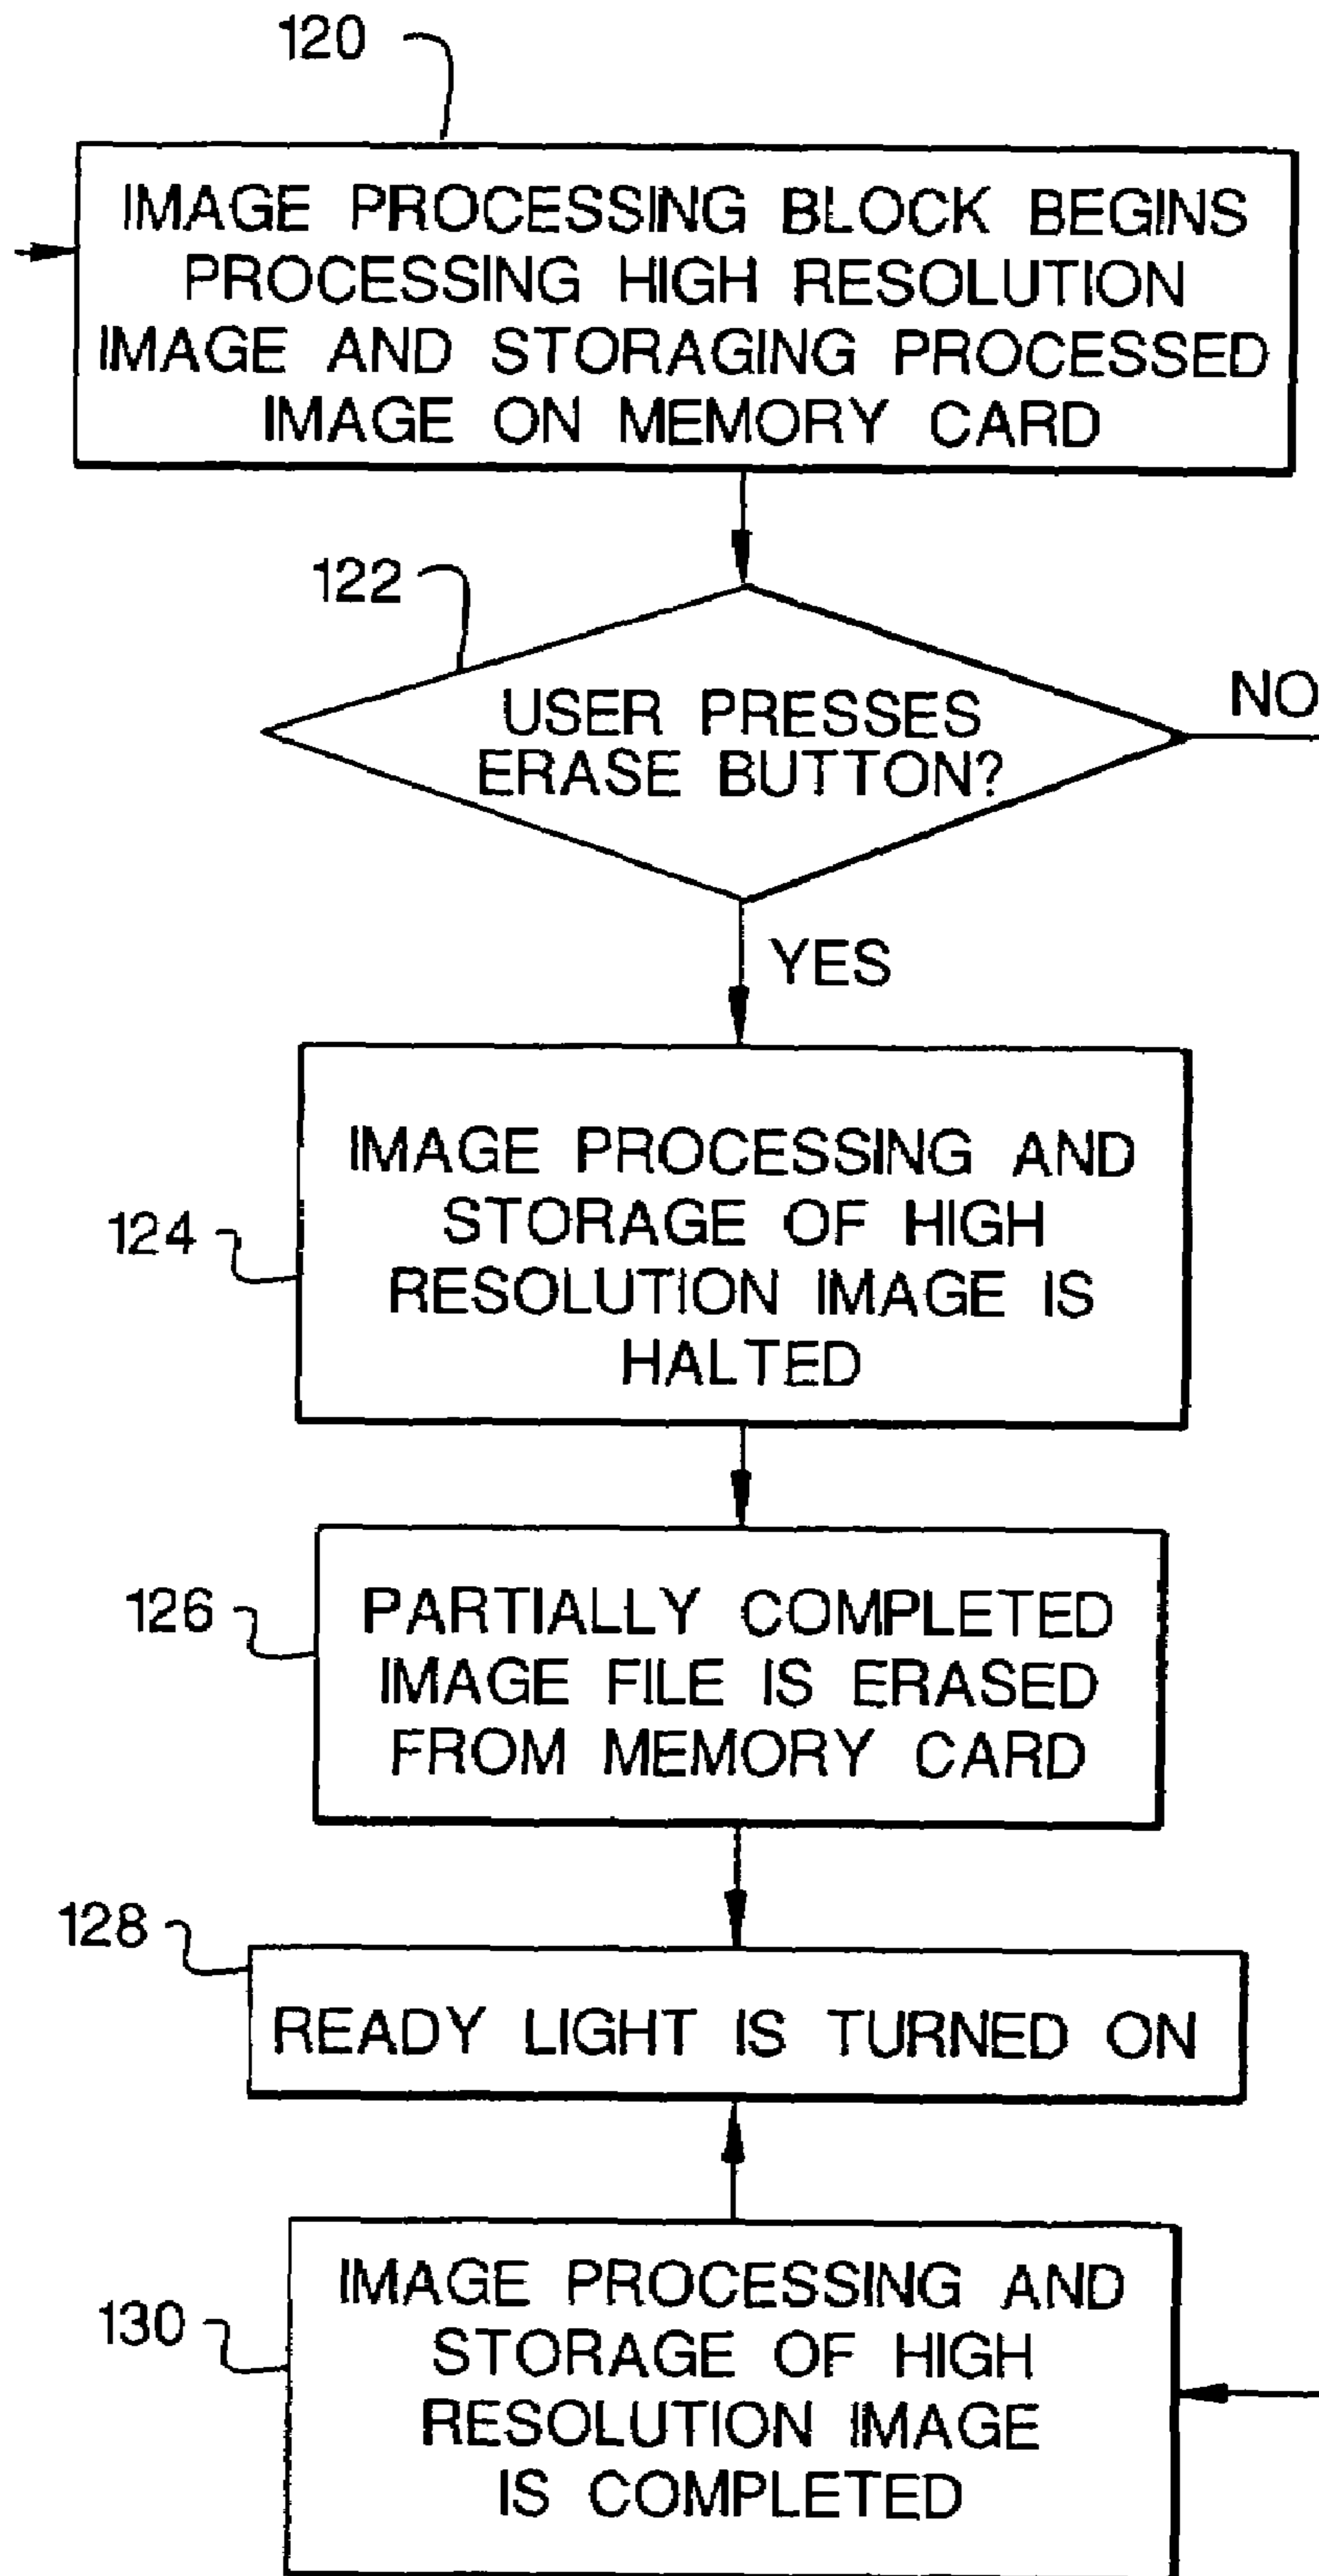 120
IMAGE PROCESSING BLOCK BEGINS
PROCESSING HIGH RESOLUTION
IMAGE AND STORAGING PROCESSED
IMAGE ON MEMORY CARD
122
USER PRESSES
ERASE BUTTON?
NO
YES
124
IMAGE PROCESSING AND
STORAGE OF HIGH
RESOLUTION IMAGE IS
HALTED
126
PARTIALLY COMPLETED
IMAGE FILE IS ERASED
FROM MEMORY CARD
128
READY LIGHT IS TURNED ON
130
IMAGE PROCESSING AND
STORAGE OF HIGH
RESOLUTION IMAGE
IS COMPLETED